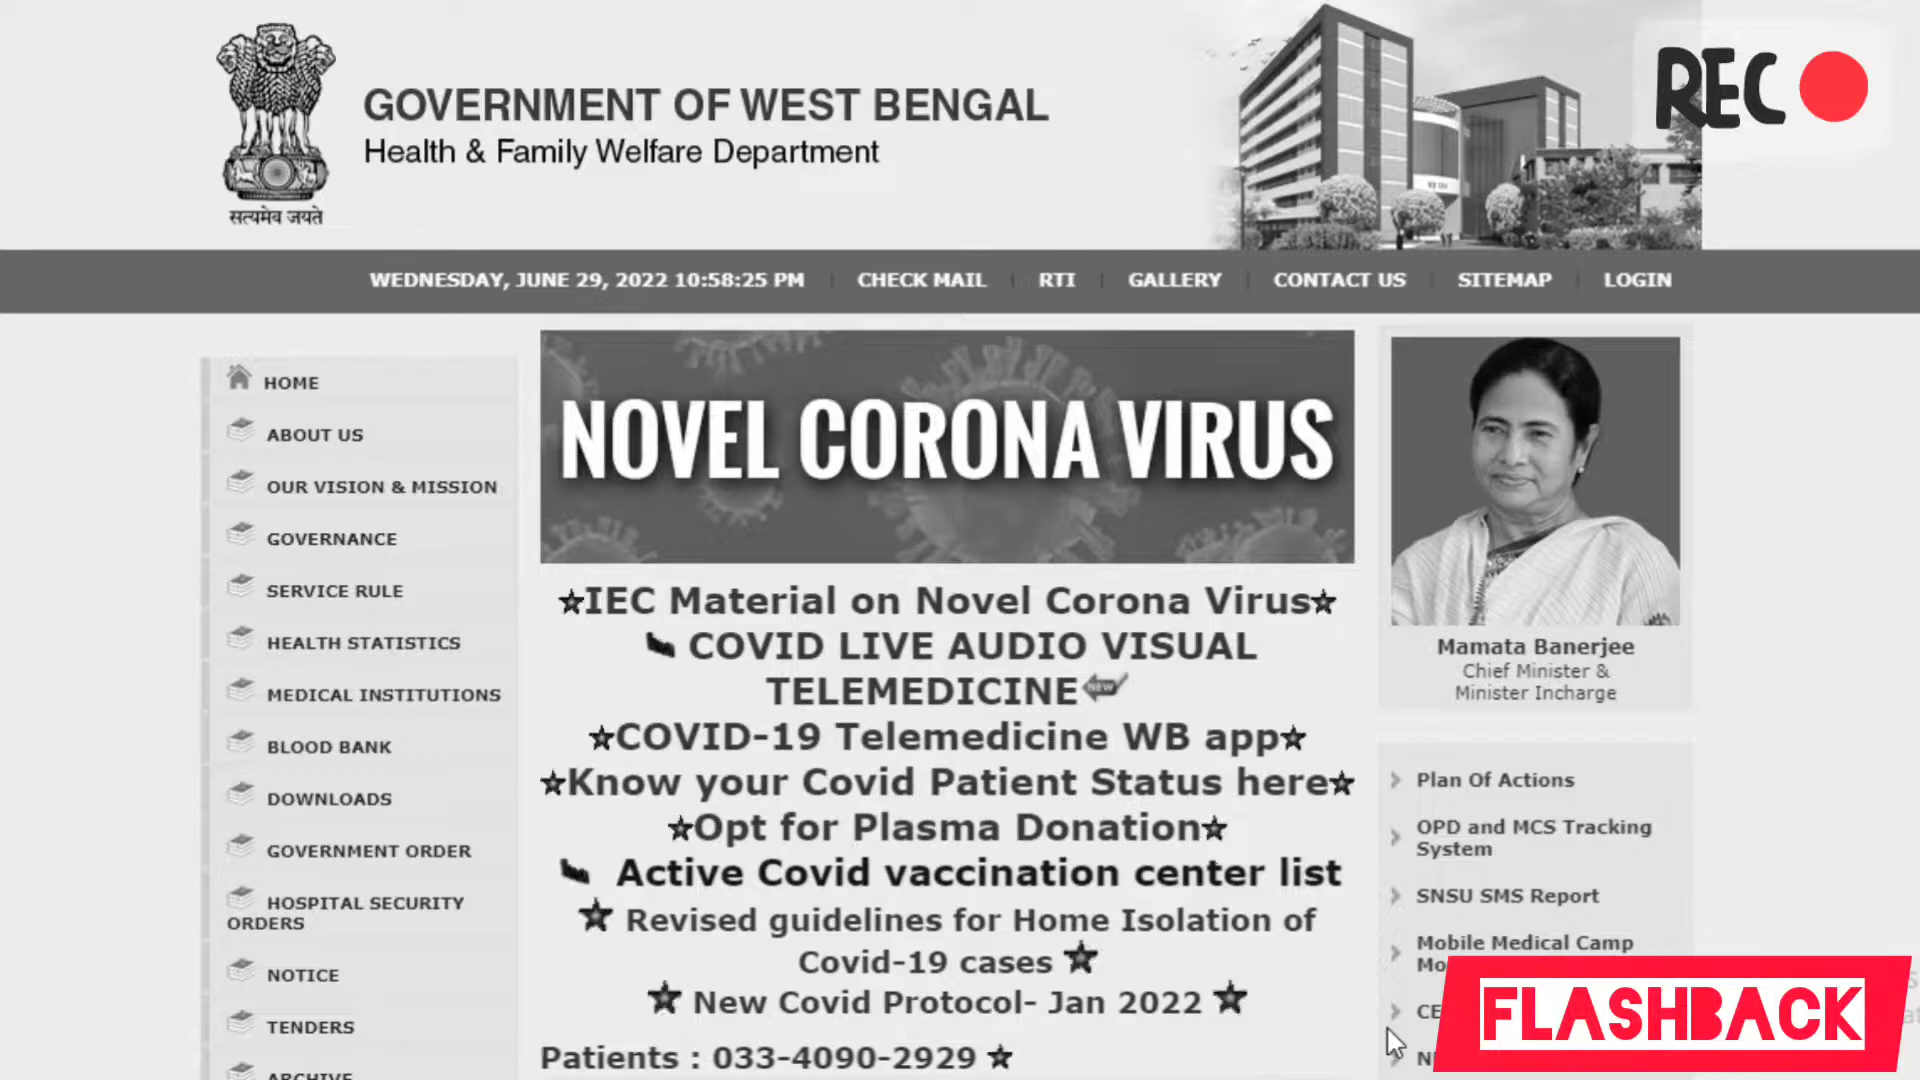 सत्यमेव जयते
GOVERNMENT OF WEST BENGAL
Health & Family Welfare Department
REC
WEDNESDAY, JUNE 29, 2022 10:58:25 PM
CHECK MAIL
RTI
GALLERY
CONTACT US
SITEMAP
LOGIN
HOME
ABOUT US
OUR VISION & MISSION
GOVERNANCE
SERVICE RULE
HEALTH STATISTICS
MEDICAL INSTITUTIONS
BLOOD BANK
DOWNLOADS
GOVERNMENT ORDER
HOSPITAL SECURITY
ORDERS
NOTICE
TENDERS
ARCHIVE
NOVEL CORONA VIRUS
IEC Material on Novel Corona Virus
COVID LIVE AUDIO VISUAL
TELEMEDICINE NEW
COVID-19 Telemedicine WB app
Know your Covid Patient Status here
Opt for Plasma Donation
Active Covid vaccination center list
Revised guidelines for Home Isolation of
Covid-19 cases
New Covid Protocol- Jan 2022
Patients : 033-4090-2929
Mamata Banerjee
Chief Minister &
Minister Incharge
Plan Of Actions
OPD and MCS Tracking
System
SNSU SMS Report
Mobile Medical Camp
FLASHBACK